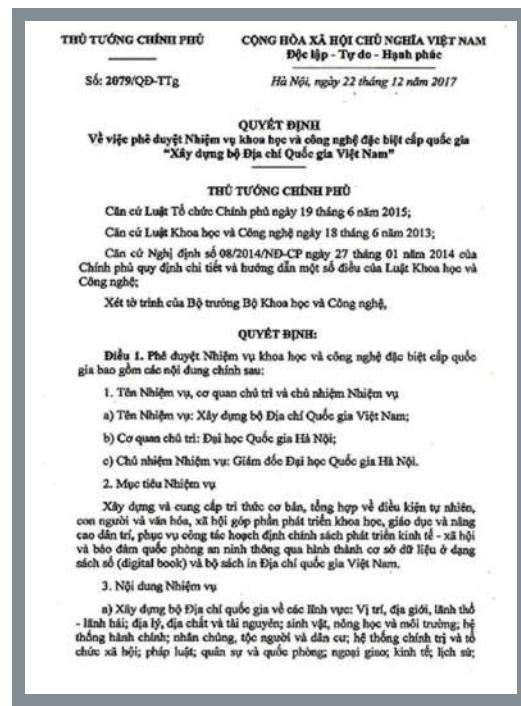 THỦ TƯỚNG CHÍNH PHỦ
CỘNG HÒA XÃ HỘI CHỦ NGHĨA VIỆT NAM
Độc lập - Tự do - Hạnh phúc
Số: 2079/QĐ-TTg
Hà Nội, ngày 22 tháng 12 năm 2017
QUYẾT ĐỊNH
Về việc phê duyệt Nhiệm vụ khoa học và công nghệ đặc biệt cấp quốc gia
"Xây dựng bộ Địa chí Quốc gia Việt Nam"
THỦ TƯỚNG CHÍNH PHỦ
Căn cứ Luật Tổ chức Chính phủ ngày 19 tháng 6 năm 2015;
Căn cứ Luật Khoa học và Công nghệ ngày 18 tháng 6 năm 2013;
Căn cứ Nghị định số 08/2014/NĐ-CP ngày 27 tháng 01 năm 2014 của
Chính phủ quy định chi tiết và hướng dẫn một số điều của Luật Khoa học và
Công nghệ;
Xét tờ trình của Bộ trưởng Bộ Khoa học và Công nghệ,
QUYẾT ĐỊNH:
Điều 1. Phê duyệt Nhiệm vụ khoa học và công nghệ đặc biệt cấp quốc
gia bao gồm các nội dung chính sau:
1. Tên Nhiệm vụ, cơ quan chủ trì và chủ nhiệm Nhiệm vụ
a) Tên Nhiệm vụ: Xây dựng bộ Địa chí Quốc gia Việt Nam;
b) Cơ quan chủ trì: Đại học Quốc gia Hà Nội;
c) Chủ nhiệm Nhiệm vụ: Giám đốc Đại học Quốc gia Hà Nội.
2. Mục tiêu Nhiệm vụ
Xây dựng và cung cấp tri thức cơ bản, tổng hợp về điều kiện tự nhiên,
con người và văn hóa, xã hội góp phần phát triển khoa học, giáo dục và nâng
cao dân trí, phục vụ công tác hoạch định chính sách phát triển kinh tế - xã hội
và bảo đảm quốc phòng an ninh thông qua hình thành cơ sở dữ liệu ở dạng
sách số (digital book) và bộ sách in Địa chí quốc gia Việt Nam.
3. Nội dung Nhiệm vụ
a) Xây dựng bộ Địa chí quốc gia về các lĩnh vực: Vị trí, địa giới, lãnh thổ
- lãnh hải; địa lý, địa chất và tài nguyên; sinh vật, nông học và môi trường; hệ
thống hành chính; nhân chủng, tộc người và dân cư; hệ thống chính trị và tổ
chức xã hội; pháp luật; quân sự và quốc phòng; ngoại giao; kinh tế; lịch sử;